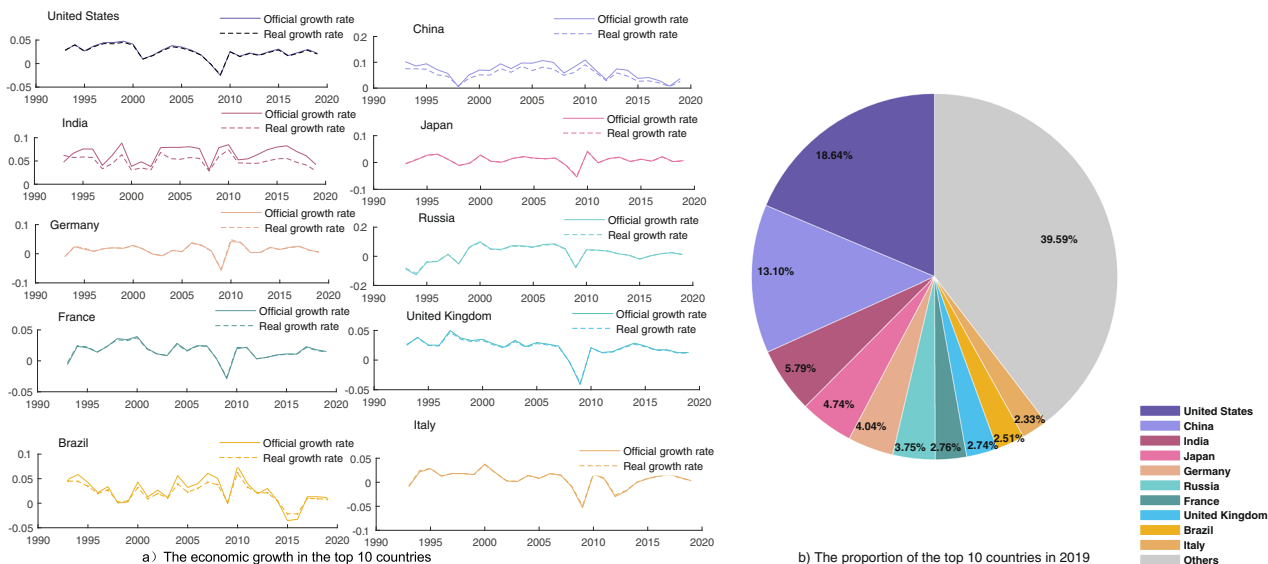 United States
Official growth rate
Real growth rate
0.05
0
-0.05
1990 1995 2000 2005 2010 2015 2020
China
Official growth rate
Real growth rate
0.2
0.1
0
1990 1995 2000 2005 2010 2015 2020
India
Official growth rate
Real growth rate
0.1
0.05
0
1990 1995 2000 2005 2010 2015 2020
Japan
Official growth rate
Real growth rate
0.1
0
-0.1
1990 1995 2000 2005 2010 2015 2020
Germany
Official growth rate
Real growth rate
0.1
0
-0.1
1990 1995 2000 2005 2010 2015 2020
Russia
Official growth rate
Real growth rate
0.2
0
-0.2
1990 1995 2000 2005 2010 2015 2020
France
Official growth rate
Real growth rate
0.05
0
-0.05
1990 1995 2000 2005 2010 2015 2020
United Kingdom
Official growth rate
Real growth rate
0.05
0
-0.05
1990 1995 2000 2005 2010 2015 2020
Brazil
Official growth rate
Real growth rate
0.1
0.05
0
-0.05
1990 1995 2000 2005 2010 2015 2020
Italy
Official growth rate
Real growth rate
0.05
0
-0.05
-0.1
1990 1995 2000 2005 2010 2015 2020
a）The economic growth in the top 10 countries
18.64%
39.59%
13.10%
5.79%
4.74%
4.04%
3.75%
2.76%
2.74%
2.51%
2.33%
United States
China
India
Japan
Germany
Russia
France
United Kingdom
Brazil
Italy
Others
b) The proportion of the top 10 countries in 2019